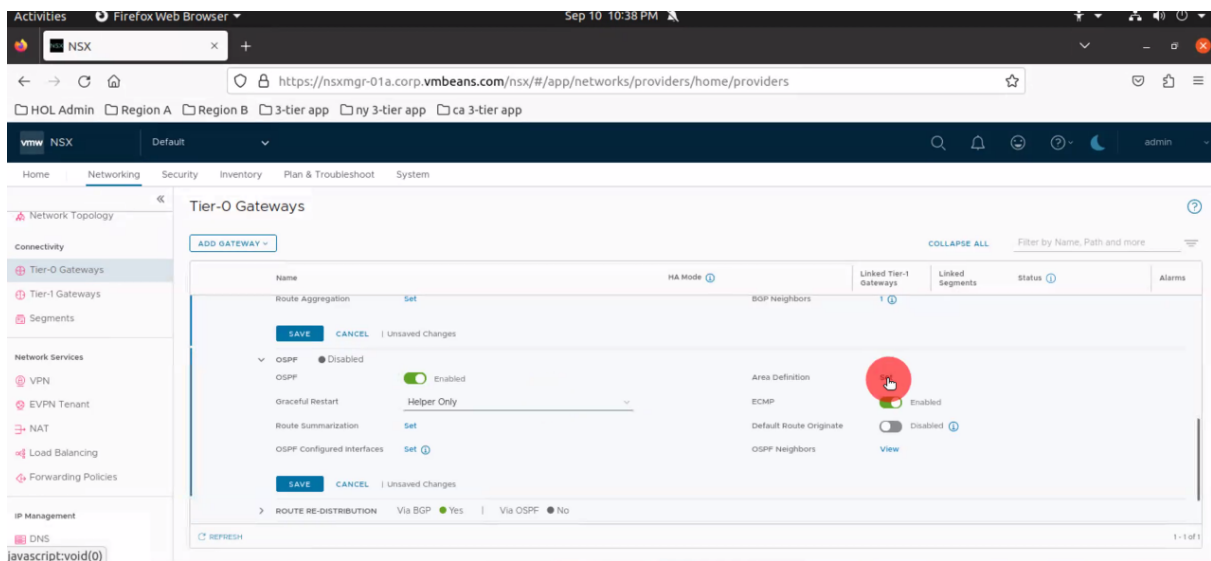 Activities Firefox Web Browser Sep 10 10:38 PM
NSX NSX × +
https://nsxmgr-01a.corp.vmbeans.com/nsx/#/app/networks/providers/home/providers
HOL Admin Region A Region B 3-tier app ny 3-tier app ca 3-tier app
vmw NSX Default admin
Home Networking Security Inventory Plan & Troubleshoot System
Network Topology
Connectivity
Tier-0 Gateways
Tier-1 Gateways
Segments
Network Services
VPN
EVPN Tenant
NAT
Load Balancing
Forwarding Policies
IP Management
DNS
javascript:void(0)
Tier-0 Gateways
ADD GATEWAY COLLAPSE ALL Filter by Name, Path and more
Name HA Mode Linked Tier-1 Gateways Linked Segments Status Alarms
Route Aggregation Set BGP Neighbors 1
SAVE CANCEL | Unsaved Changes
OSPF Disabled
OSPF Enabled Area Definition Set
Graceful Restart Helper Only ECMP Enabled
Route Summarization Set Default Route Originate Disabled
OSPF Configured Interfaces Set OSPF Neighbors View
SAVE CANCEL | Unsaved Changes
ROUTE RE-DISTRIBUTION Via BGP Yes | Via OSPF No
REFRESH 1 - 1 of 1